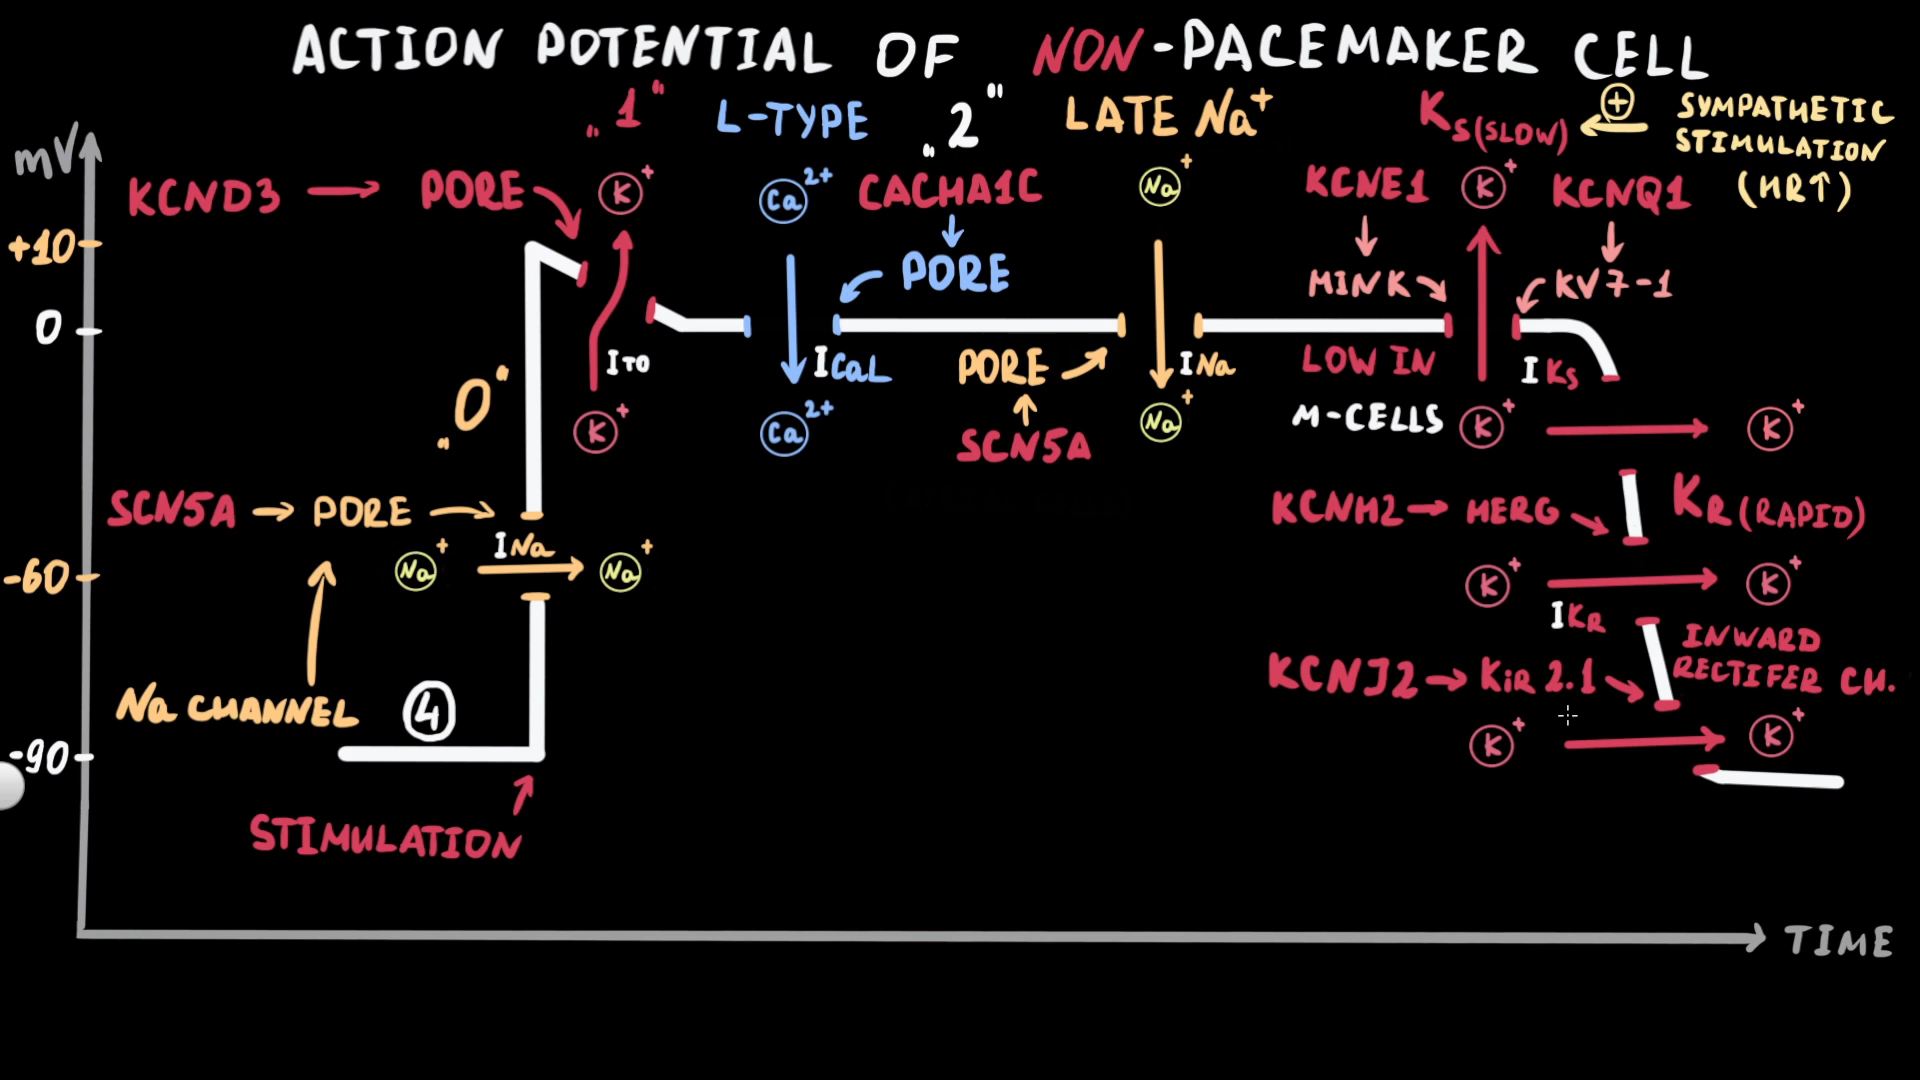 ACTION POTENTIAL OF NON-PACEMAKER CELL
mV
+10
0
-60
-90
TIME
„1"
KCND3 → PORE
K+
ITO
K+
„0"
SCN5A → PORE →
INa
Na+ → Na+
Na CHANNEL
4
STIMULATION
L-TYPE
Ca2+
ICaL
Ca2+
„2"
CACHA1C
PORE
LATE Na+
Na+
INa
Na+
PORE
SCN5A
KS(SLOW)
+
SYMPATHETIC
STIMULATION
(HR↑)
KCNE1
K+
KCNQ1
MINK
KV7-1
LOW IN
M-CELLS
IKS
K+ → K+
KCNH2 → HERG
KR(RAPID)
K+ → K+
IKR
INWARD
RECTIFER CH.
KCNJ2 → KIR 2.1
K+ → K+